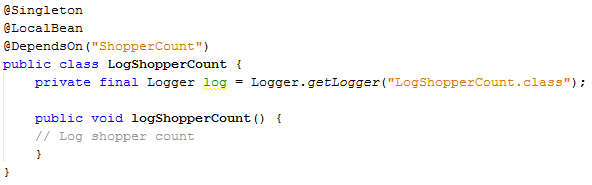 @Singleton
@LocalBean
@DependsOn("ShopperCount")
public class LogShopperCount {
    private final Logger log = Logger.getLogger("LogShopperCount.class");
    public void logShopperCount() {
    // Log shopper count
    }
}